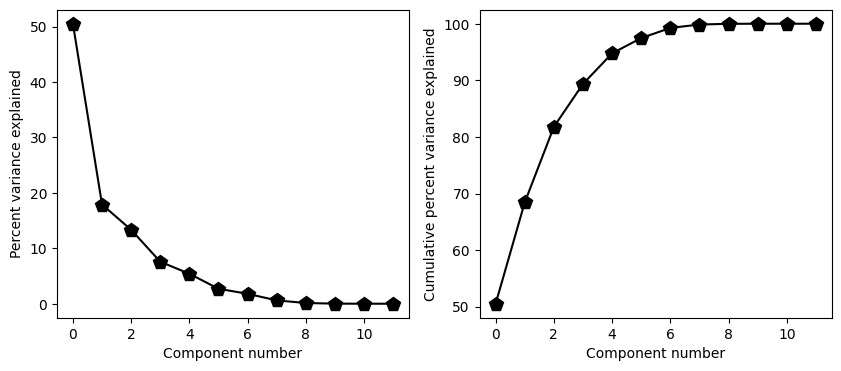 Percent variance explained
50
40
30
20
10
0
0 2 4 6 8 10
Component number
Cumulative percent variance explained
100
90
80
70
60
50
0 2 4 6 8 10
Component number